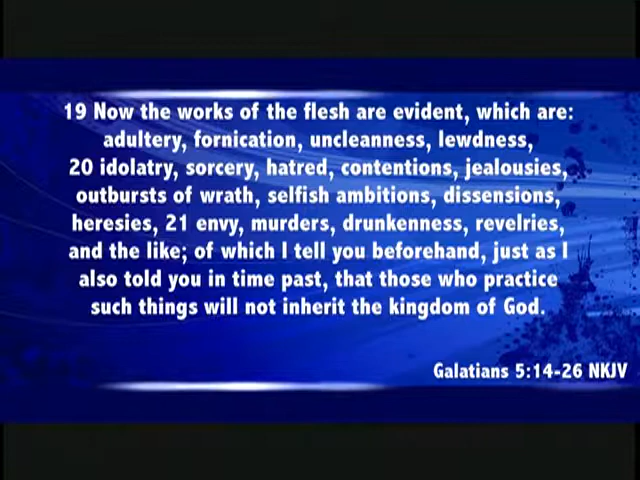 19 Now the works of the flesh are evident, which are:
adultery, fornication, uncleanness, lewdness,
20 idolatry, sorcery, hatred, contentions, jealousies,
outbursts of wrath, selfish ambitions, dissensions,
heresies, 21 envy, murders, drunkenness, revelries,
and the like; of which I tell you beforehand, just as I
also told you in time past, that those who practice
such things will not inherit the kingdom of God.
Galatians 5:14-26 NKJV